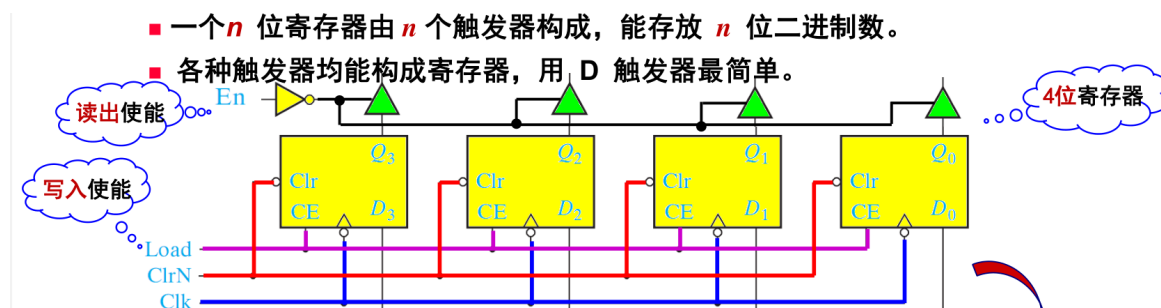 一个n 位寄存器由 n 个触发器构成，能存放 n 位二进制数。
各种触发器均能构成寄存器，用 D 触发器最简单。
读出使能
En
4位寄存器
Q3
Q2
Q1
Q0
写入使能
Clr
Clr
Clr
Clr
CE
D3
CE
D2
CE
D1
CE
D0
Load
ClrN
Clk